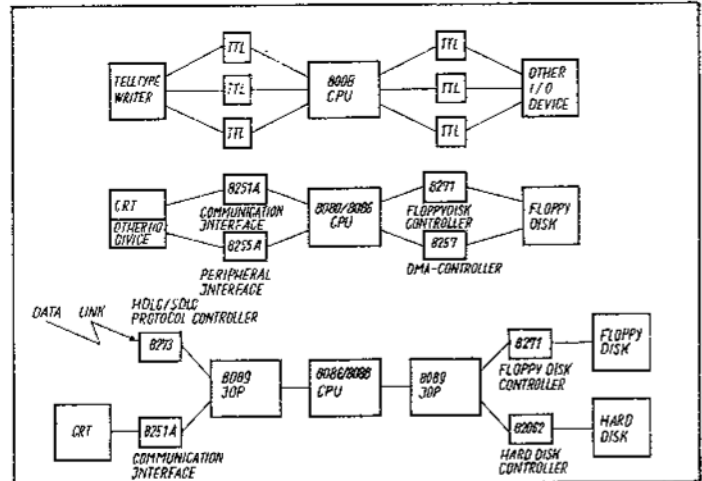 TELLTYPE
WRITER
TTL
TTL
TTL
8008
CPU
TTL
TTL
TTL
OTHER
I/O
DEVICE
CRT
OTHER I/O
DIVICE
8251A
COMMUNICATION
INTERFACE
8255A
PERIPHERAL
INTERFACE
8080/8085
CPU
8271
FLOPPYDISK
CONTROLLER
8257
DMA-CONTROLLER
FLOPPY
DISK
DATA LINK
HDLC/SDLC
PROTOCOL CONTROLLER
8273
8089
IOP
8086/8088
CPU
8089
IOP
8271
FLOPPY DISK
CONTROLLER
FLOPPY
DISK
CRT
8251A
COMMUNICATION
INTERFACE
82062
HARD DISK
CONTROLLER
HARD
DISK